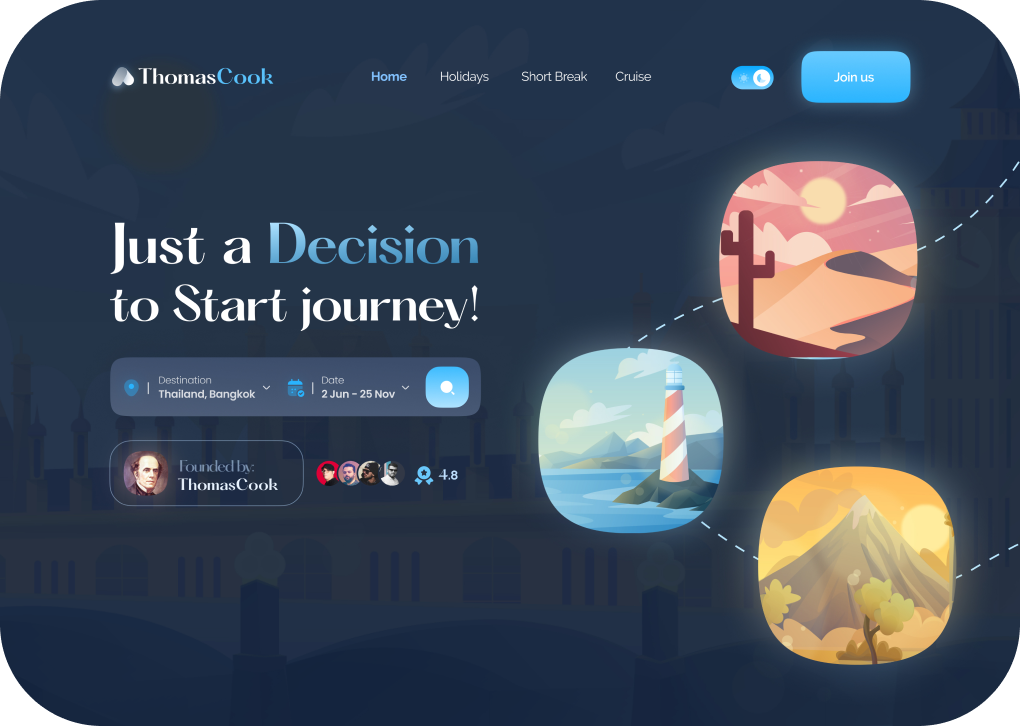 ThomasCook
Home Holidays Short Break Cruise
Join us
Just a Decision
to Start journey!
Destination
Thailand, Bangkok
Date
2 Jun - 25 Nov
Founded by:
ThomasCook
4.8